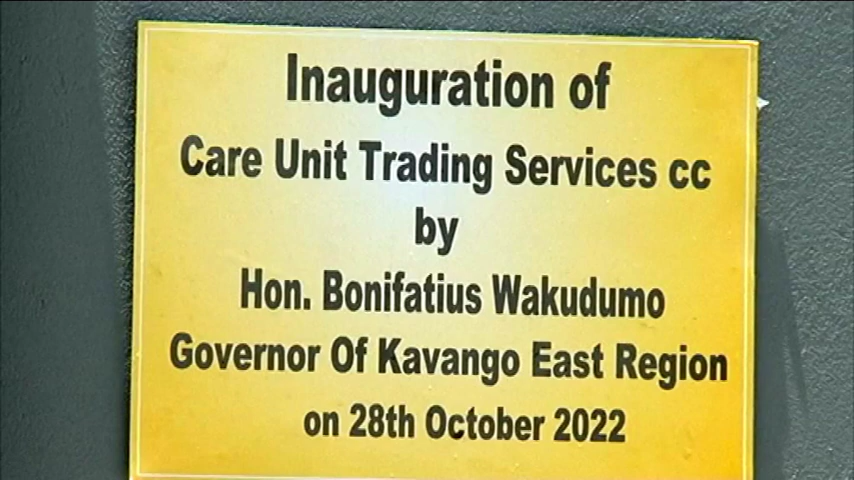 Inauguration of
Care Unit Trading Services cc
by
Hon. Bonifatius Wakudumo
Governor Of Kavango East Region
on 28th October 2022